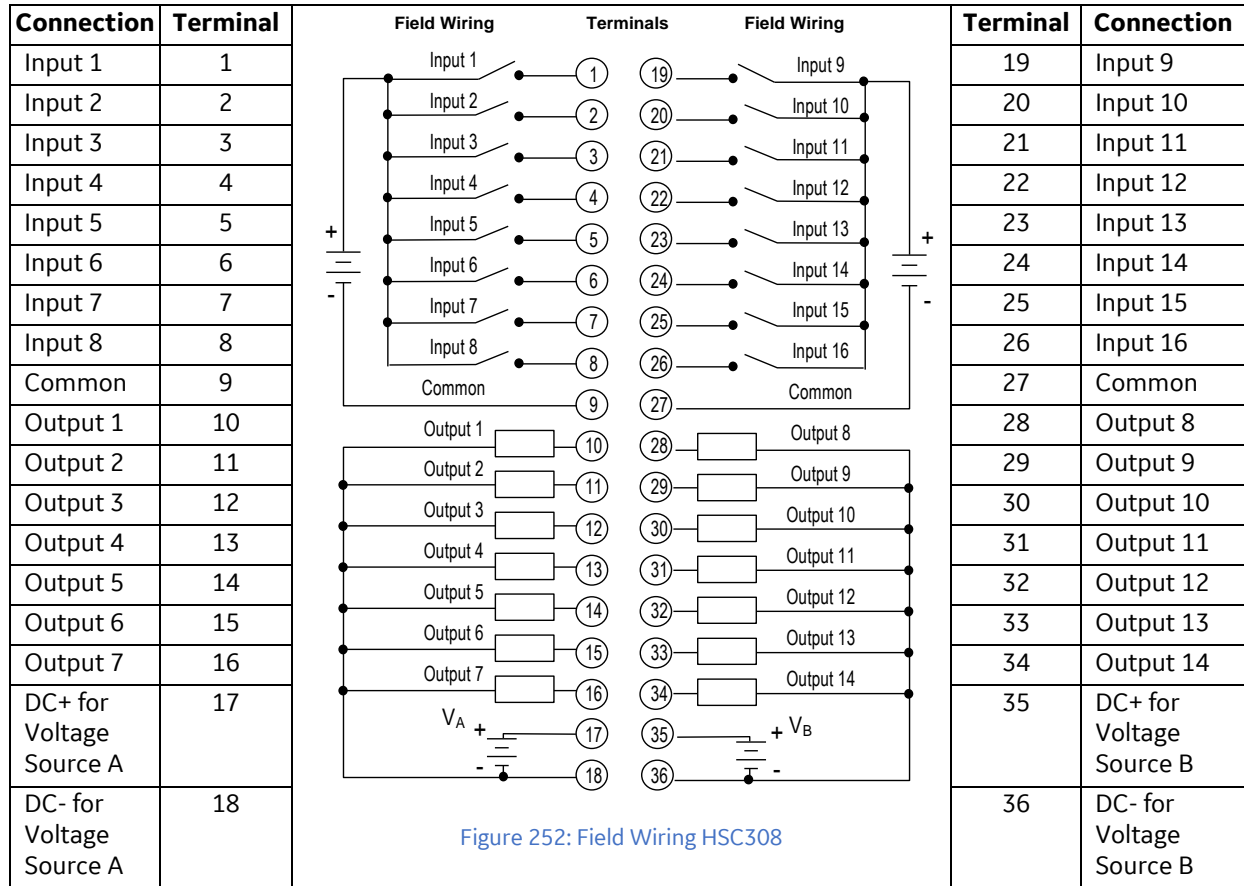 Connection Terminal Field Wiring Terminals Field Wiring Terminal Connection
Input 1 1 Input 1 1 19 Input 9 19 Input 9
Input 2 2 Input 2 2 20 Input 10 20 Input 10
Input 3 3 Input 3 3 21 Input 11 21 Input 11
Input 4 4 Input 4 4 22 Input 12 22 Input 12
Input 5 5 + Input 5 5 23 Input 13 + 23 Input 13
Input 6 6 Input 6 6 24 Input 14 24 Input 14
Input 7 7 - Input 7 7 25 Input 15 - 25 Input 15
Input 8 8 Input 8 8 26 Input 16 26 Input 16
Common 9 Common 9 27 Common 27 Common
Output 1 10 Output 1 10 28 Output 8 28 Output 8
Output 2 11 Output 2 11 29 Output 9 29 Output 9
Output 3 12 Output 3 12 30 Output 10 30 Output 10
Output 4 13 Output 4 13 31 Output 11 31 Output 11
Output 5 14 Output 5 14 32 Output 12 32 Output 12
Output 6 15 Output 6 15 33 Output 13 33 Output 13
Output 7 16 Output 7 16 34 Output 14 34 Output 14
DC+ for 17 VA + 17 35 + VB 35 DC+ for
Voltage Voltage
Source A - 18 36 - Source B
DC- for 18 36 DC- for
Voltage Figure 252: Field Wiring HSC308 Voltage
Source A Source B